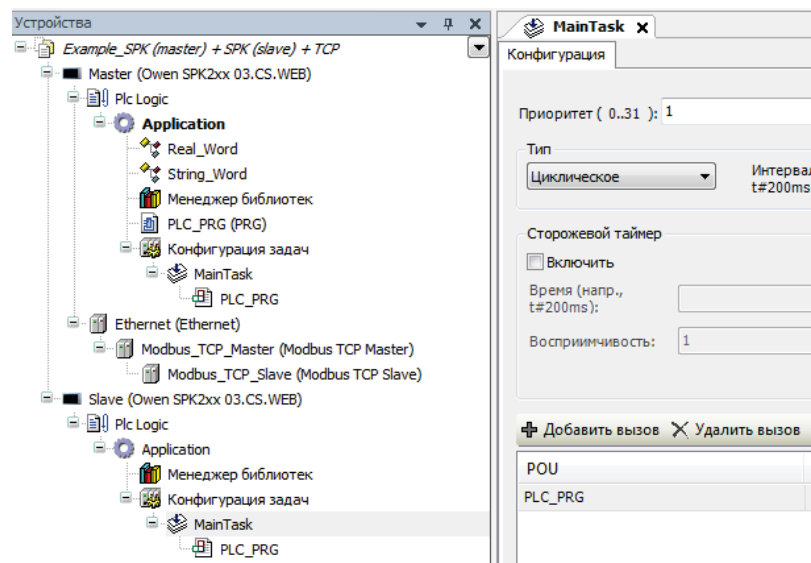 Устройства
Example_SPK (master) + SPK (slave) + TCP
Master (Owen SPK2xx 03.CS.WEB)
Plc Logic
Application
Real_Word
String_Word
Менеджер библиотек
PLC_PRG (PRG)
Конфигурация задач
MainTask
PLC_PRG
Ethernet (Ethernet)
Modbus_TCP_Master (Modbus TCP Master)
Modbus_TCP_Slave (Modbus TCP Slave)
Slave (Owen SPK2xx 03.CS.WEB)
Plc Logic
Application
Менеджер библиотек
Конфигурация задач
MainTask
PLC_PRG
MainTask
Конфигурация
Приоритет ( 0..31 ): 1
Тип
Циклическое
Интервал
t#200ms
Сторожевой таймер
Включить
Время (напр.,
t#200ms):
Восприимчивость: 1
Добавить вызов Удалить вызов
POU
PLC_PRG